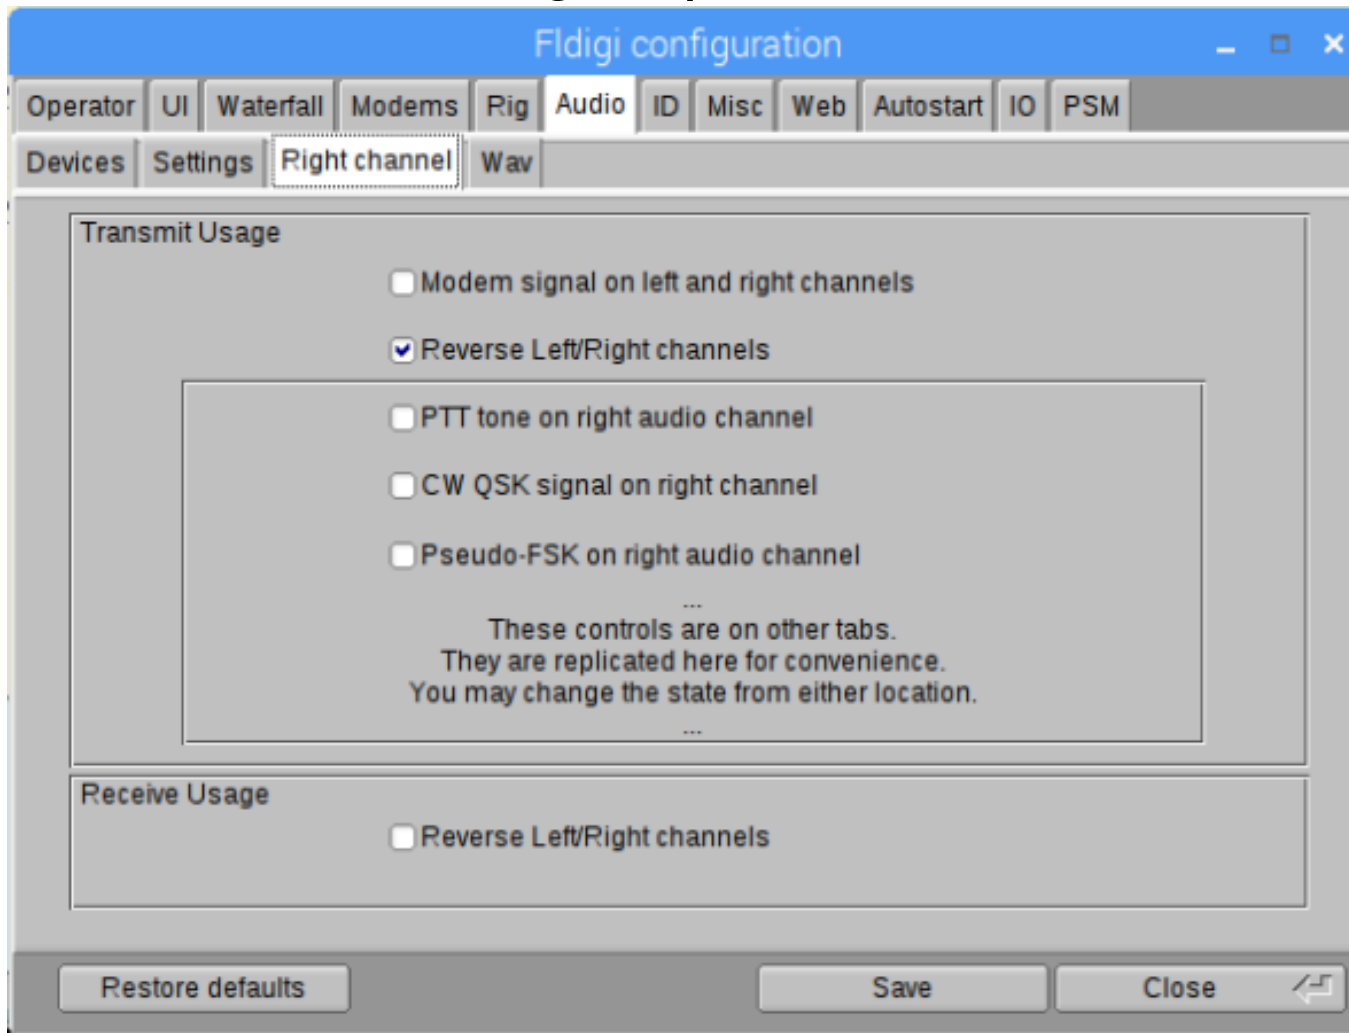 Fldigi configuration
Operator UI Waterfall Modems Rig Audio ID Misc Web Autostart IO PSM
Devices Settings Right channel Wav
Transmit Usage
Modem signal on left and right channels
Reverse Left/Right channels
PTT tone on right audio channel
CW QSK signal on right channel
Pseudo-FSK on right audio channel
...
These controls are on other tabs.
They are replicated here for convenience.
You may change the state from either location.
...
Receive Usage
Reverse Left/Right channels
Restore defaults Save Close